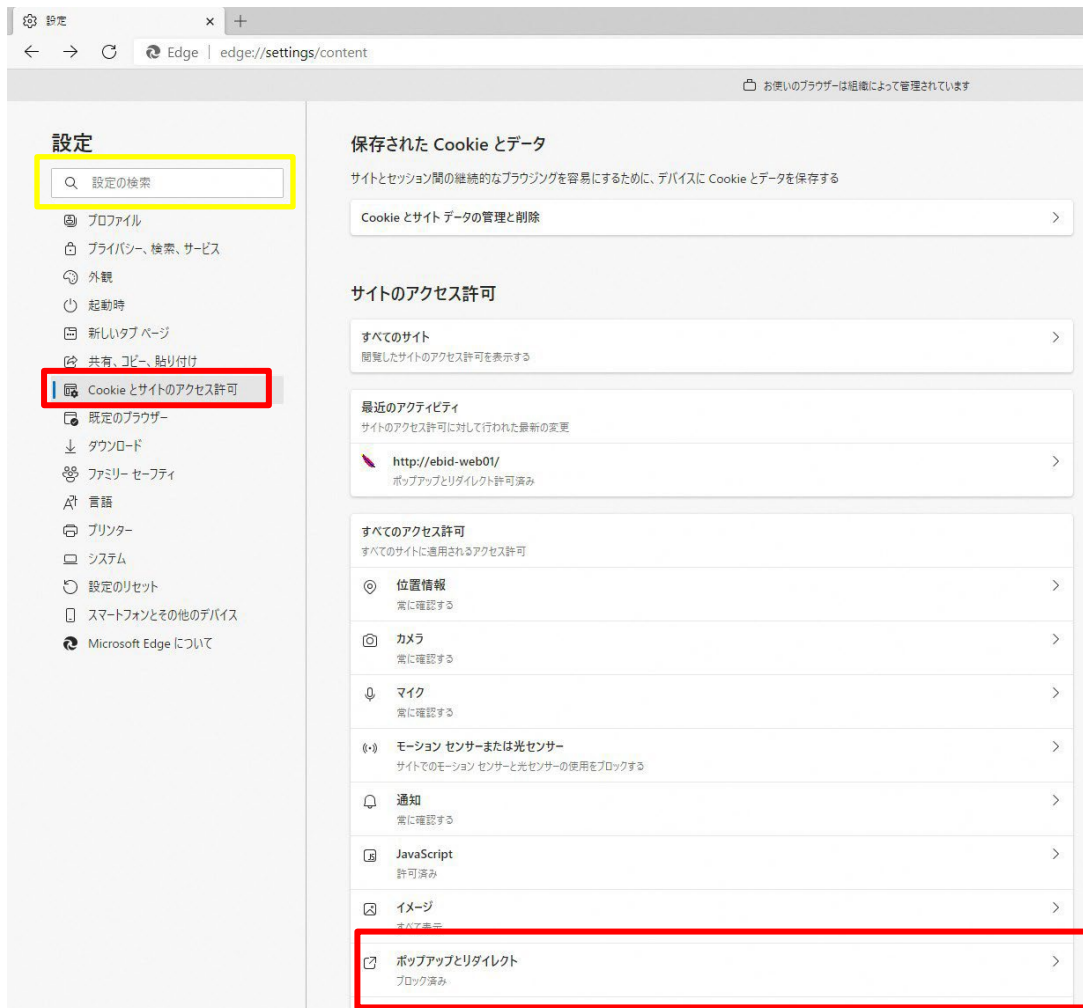 設定
Edge | edge://settings/content
お使いのブラウザーは組織によって管理されています
設定
設定の検索
プロファイル
プライバシー、検索、サービス
外観
起動時
新しいタブ ページ
共有、コピー、貼り付け
Cookie とサイトのアクセス許可
既定のブラウザー
ダウンロード
ファミリー セーフティ
言語
プリンター
システム
設定のリセット
スマートフォンとその他のデバイス
Microsoft Edge について
保存された Cookie とデータ
サイトとセッション間の継続的なブラウジングを容易にするために、デバイスに Cookie とデータを保存する
Cookie とサイト データの管理と削除
サイトのアクセス許可
すべてのサイト
閲覧したサイトのアクセス許可を表示する
最近のアクティビティ
サイトのアクセス許可に対して行われた最新の変更
http://ebid-web01/
ポップアップとリダイレクト許可済み
すべてのアクセス許可
すべてのサイトに適用されるアクセス許可
位置情報
常に確認する
カメラ
常に確認する
マイク
常に確認する
モーション センサーまたは光センサー
サイトでのモーション センサーと光センサーの使用をブロックする
通知
常に確認する
JavaScript
許可済み
イメージ
すべて表示
ポップアップとリダイレクト
ブロック済み